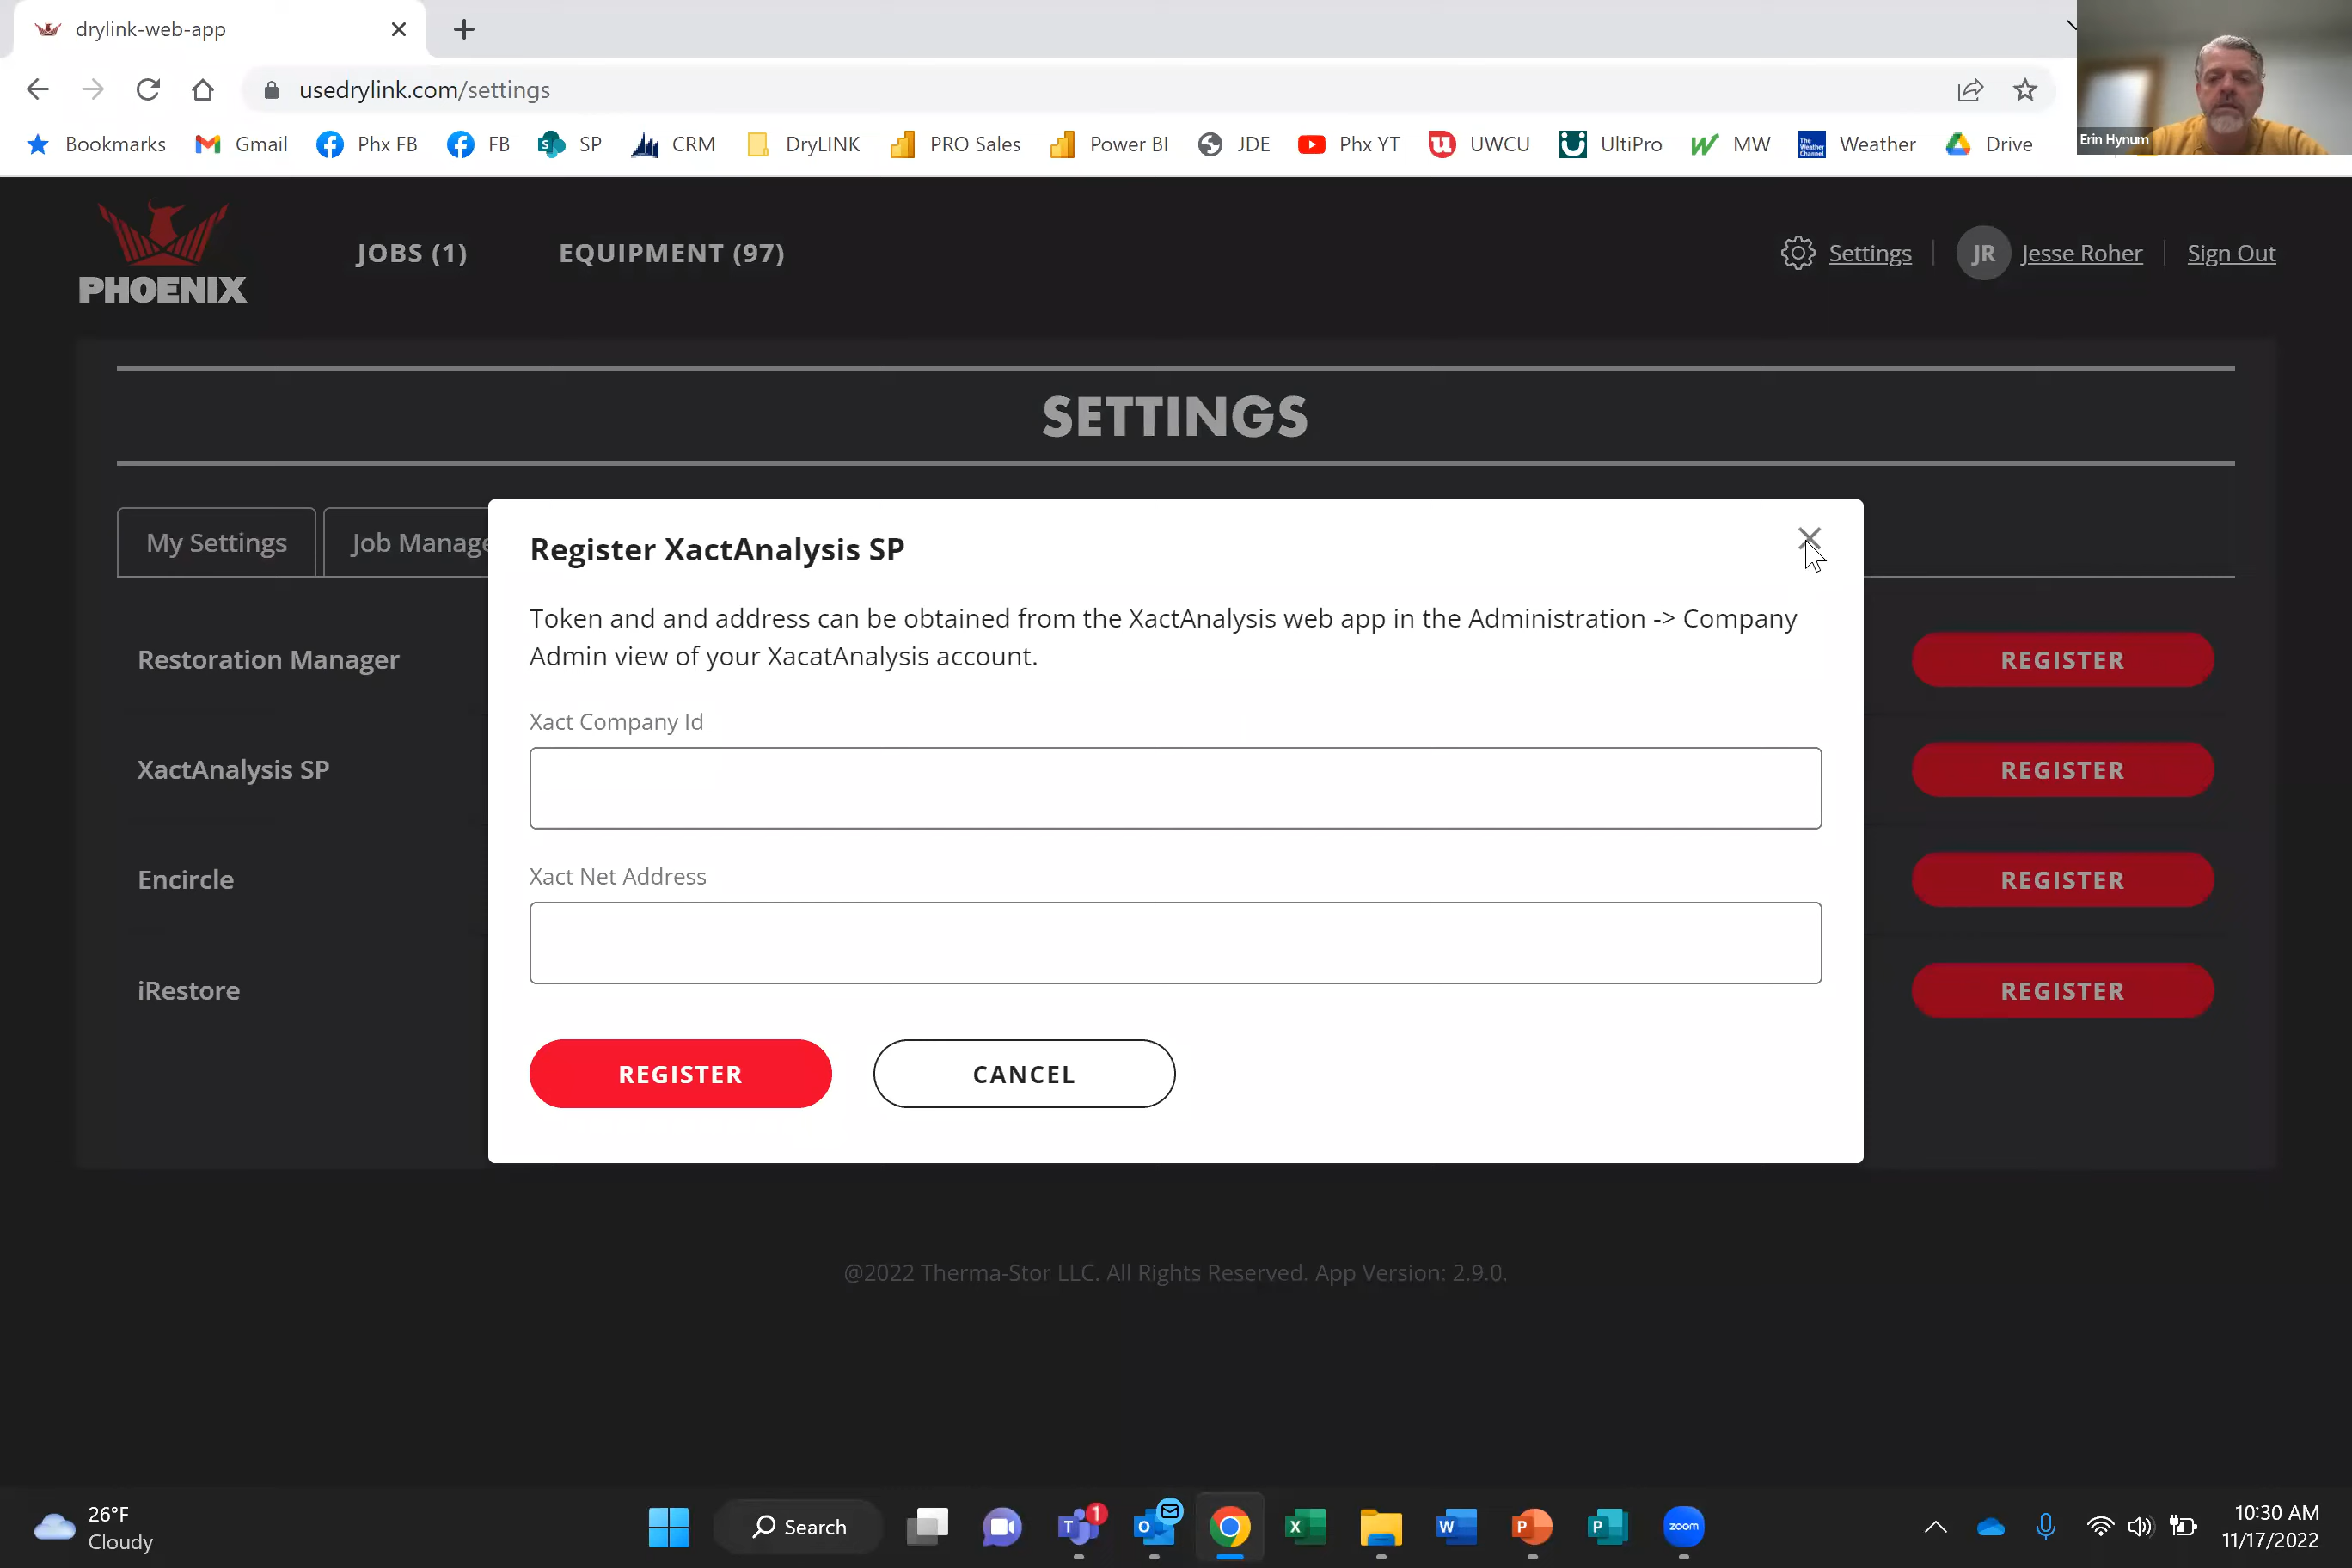 drylink-web-app
usedrylink.com/settings
Bookmarks Gmail Phx FB FB SP CRM DryLINK PRO Sales Power BI JDE Phx YT UWCU UltiPro MW Weather Drive
Erin Hynum
PHOENIX
JOBS (1) EQUIPMENT (97)
Settings JR Jesse Roher Sign Out
SETTINGS
My Settings Job Manage
Register XactAnalysis SP
Token and and address can be obtained from the XactAnalysis web app in the Administration -> Company
Admin view of your XacatAnalysis account.
Restoration Manager REGISTER
Xact Company Id
XactAnalysis SP REGISTER
Xact Net Address
Encircle REGISTER
iRestore REGISTER
REGISTER CANCEL
@2022 Therma-Stor LLC. All Rights Reserved. App Version: 2.9.0.
26°F
Cloudy
Search
1
zoom
10:30 AM
11/17/2022